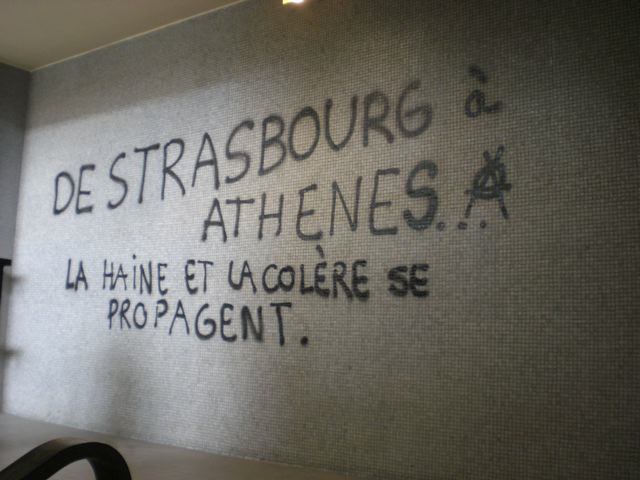 DE STRASBOURG à
ATHENES...
LA HAiNE ET LA COLÈRE SE
PROPAGENT.